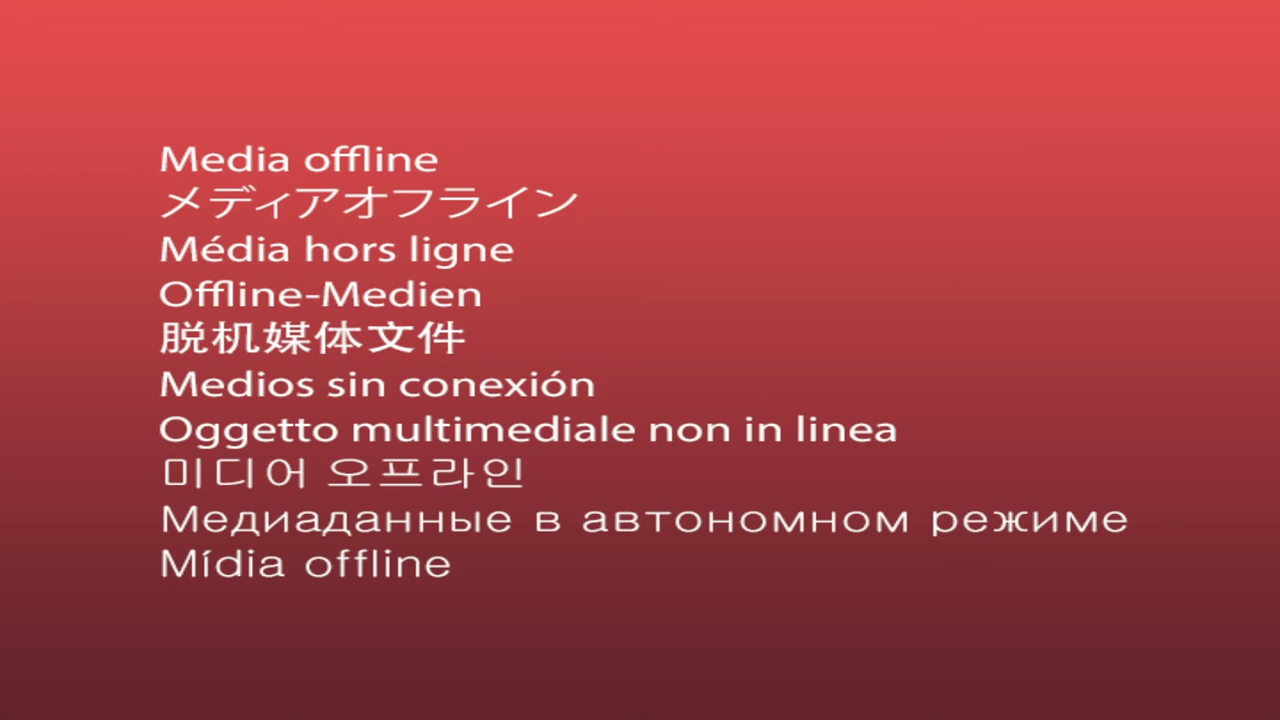 Media offline
メディアオフライン
Média hors ligne
Offline-Medien
脱机媒体文件
Medios sin conexión
Oggetto multimediale non in linea
미디어 오프라인
Медиаданные в автономном режиме
Mídia offline